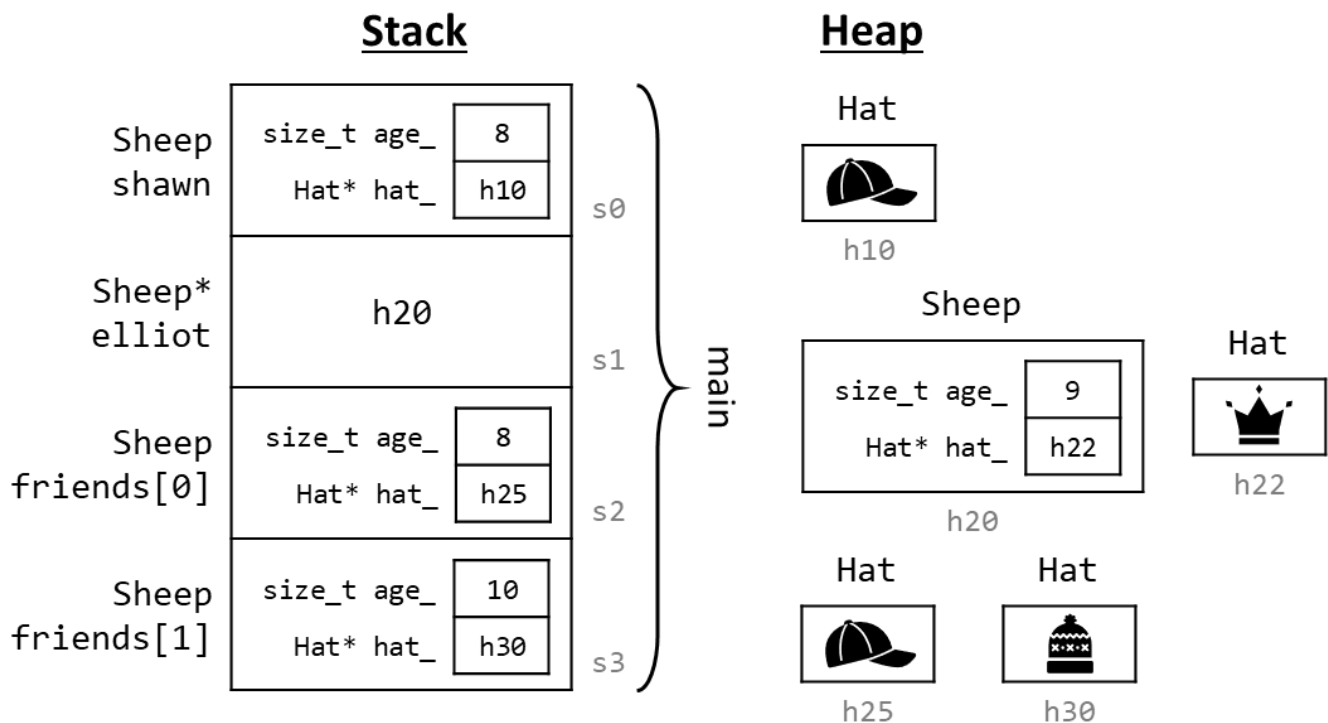 Stack
Heap
Sheep
shawn
size_t age_ 8
Hat* hat_ h10
s0
Sheep*
elliot
h20
s1
Sheep
friends[0]
size_t age_ 8
Hat* hat_ h25
s2
Sheep
friends[1]
size_t age_ 10
Hat* hat_ h30
s3
main
Hat
h10
Sheep
size_t age_ 9
Hat* hat_ h22
h20
Hat
h22
Hat
h25
Hat
h30